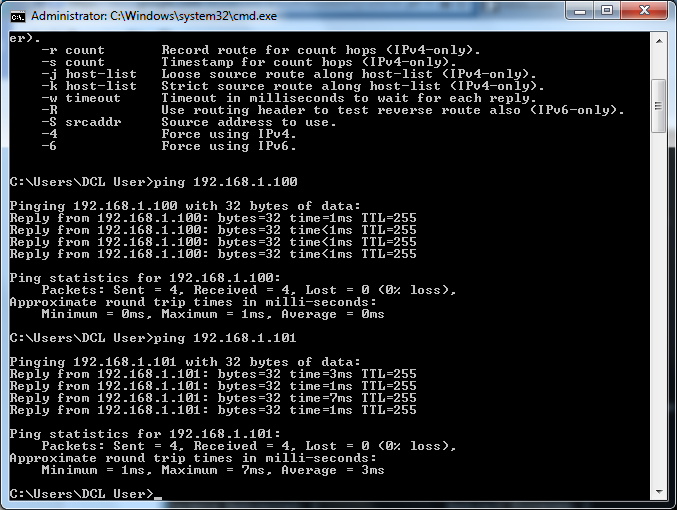 Administrator: C:\Windows\system32\cmd.exe
er).
    -r count       Record route for count hops (IPv4-only).
    -s count       Timestamp for count hops (IPv4-only).
    -j host-list   Loose source route along host-list (IPv4-only).
    -k host-list   Strict source route along host-list (IPv4-only).
    -w timeout     Timeout in milliseconds to wait for each reply.
    -R             Use routing header to test reverse route also (IPv6-only).
    -S srcaddr     Source address to use.
    -4             Force using IPv4.
    -6             Force using IPv6.
C:\Users\DCL User>ping 192.168.1.100
Pinging 192.168.1.100 with 32 bytes of data:
Reply from 192.168.1.100: bytes=32 time=1ms TTL=255
Reply from 192.168.1.100: bytes=32 time<1ms TTL=255
Reply from 192.168.1.100: bytes=32 time<1ms TTL=255
Reply from 192.168.1.100: bytes=32 time<1ms TTL=255
Ping statistics for 192.168.1.100:
    Packets: Sent = 4, Received = 4, Lost = 0 (0% loss),
Approximate round trip times in milli-seconds:
    Minimum = 0ms, Maximum = 1ms, Average = 0ms
C:\Users\DCL User>ping 192.168.1.101
Pinging 192.168.1.101 with 32 bytes of data:
Reply from 192.168.1.101: bytes=32 time=3ms TTL=255
Reply from 192.168.1.101: bytes=32 time=1ms TTL=255
Reply from 192.168.1.101: bytes=32 time=7ms TTL=255
Reply from 192.168.1.101: bytes=32 time=1ms TTL=255
Ping statistics for 192.168.1.101:
    Packets: Sent = 4, Received = 4, Lost = 0 (0% loss),
Approximate round trip times in milli-seconds:
    Minimum = 1ms, Maximum = 7ms, Average = 3ms
C:\Users\DCL User>_